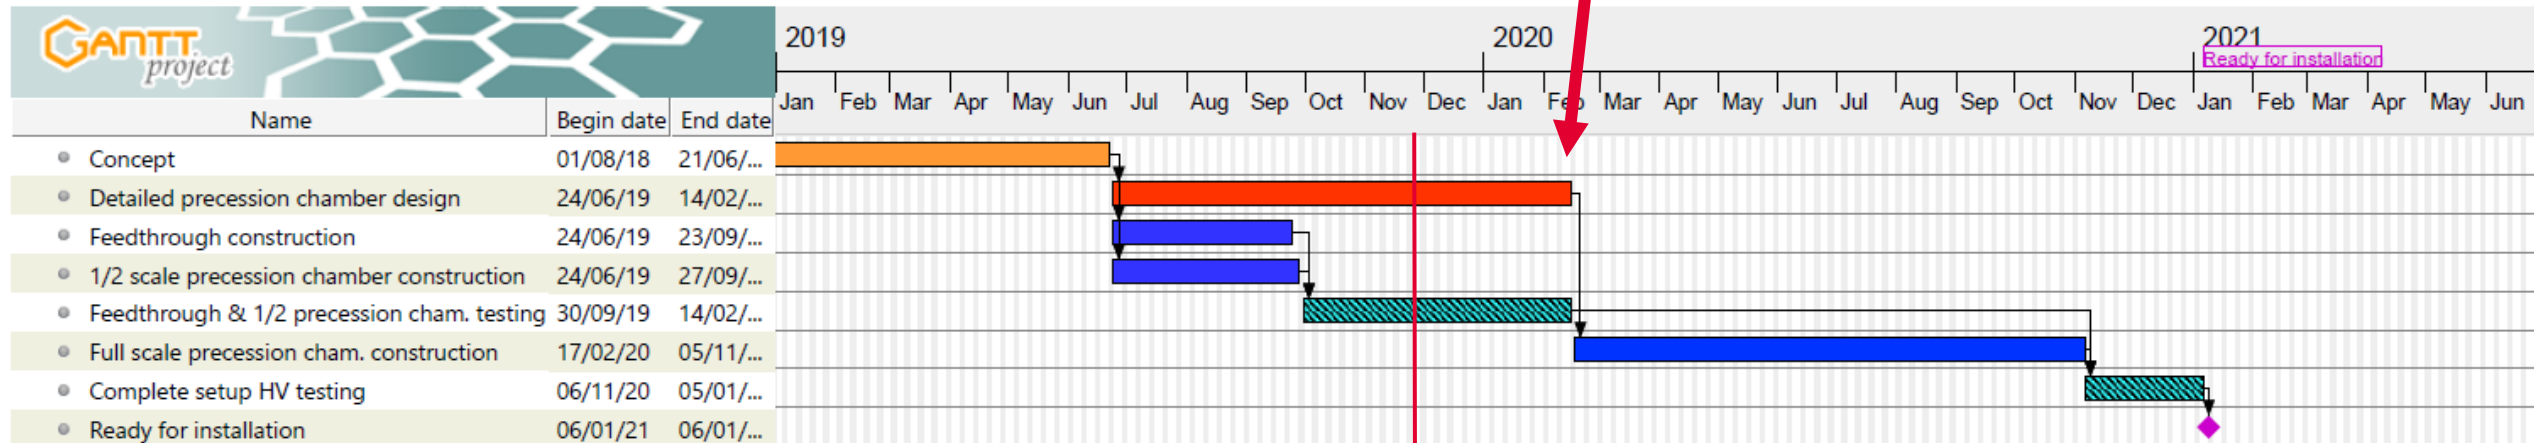 GANTT
project
2019 2020 2021
Ready for installation
Jan Feb Mar Apr May Jun Jul Aug Sep Oct Nov Dec Jan Feb Mar Apr May Jun Jul Aug Sep Oct Nov Dec Jan Feb Mar Apr May Jun
Name Begin date End date
Concept 01/08/18 21/06/...
Detailed precession chamber design 24/06/19 14/02/...
Feedthrough construction 24/06/19 23/09/...
1/2 scale precession chamber construction 24/06/19 27/09/...
Feedthrough & 1/2 precession cham. testing 30/09/19 14/02/...
Full scale precession cham. construction 17/02/20 05/11/...
Complete setup HV testing 06/11/20 05/01/...
Ready for installation 06/01/21 06/01/...